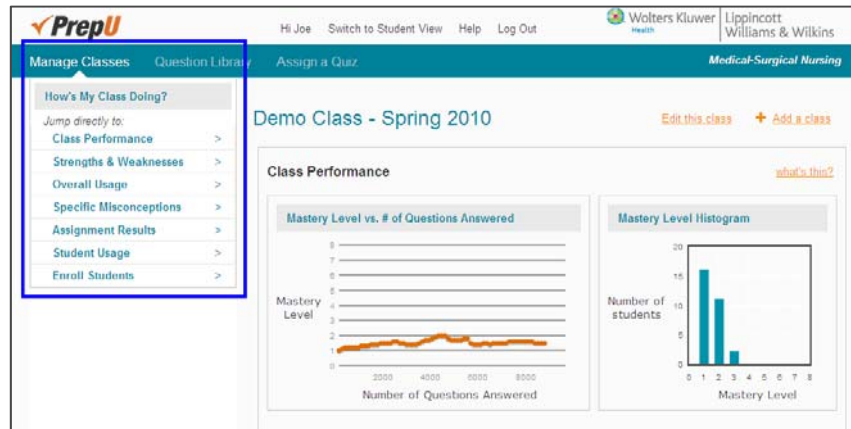 PrepU
Hi Joe Switch to Student View Help Log Out
Wolters Kluwer Health
Lippincott Williams & Wilkins
Manage Classes Question Library Assign a Quiz
Medical-Surgical Nursing
How's My Class Doing?
Jump directly to:
Class Performance >
Strengths & Weaknesses >
Overall Usage >
Specific Misconceptions >
Assignment Results >
Student Usage >
Enroll Students >
Demo Class - Spring 2010
Edit this class + Add a class
Class Performance
what's this?
Mastery Level vs. # of Questions Answered
8
7
6
5
4
3
2
1
0
Mastery
Level
2000 4000 6000 8000
Number of Questions Answered
Mastery Level Histogram
20
15
10
5
0
Number of
students
0 1 2 3 4 5 6 7 8
Mastery Level